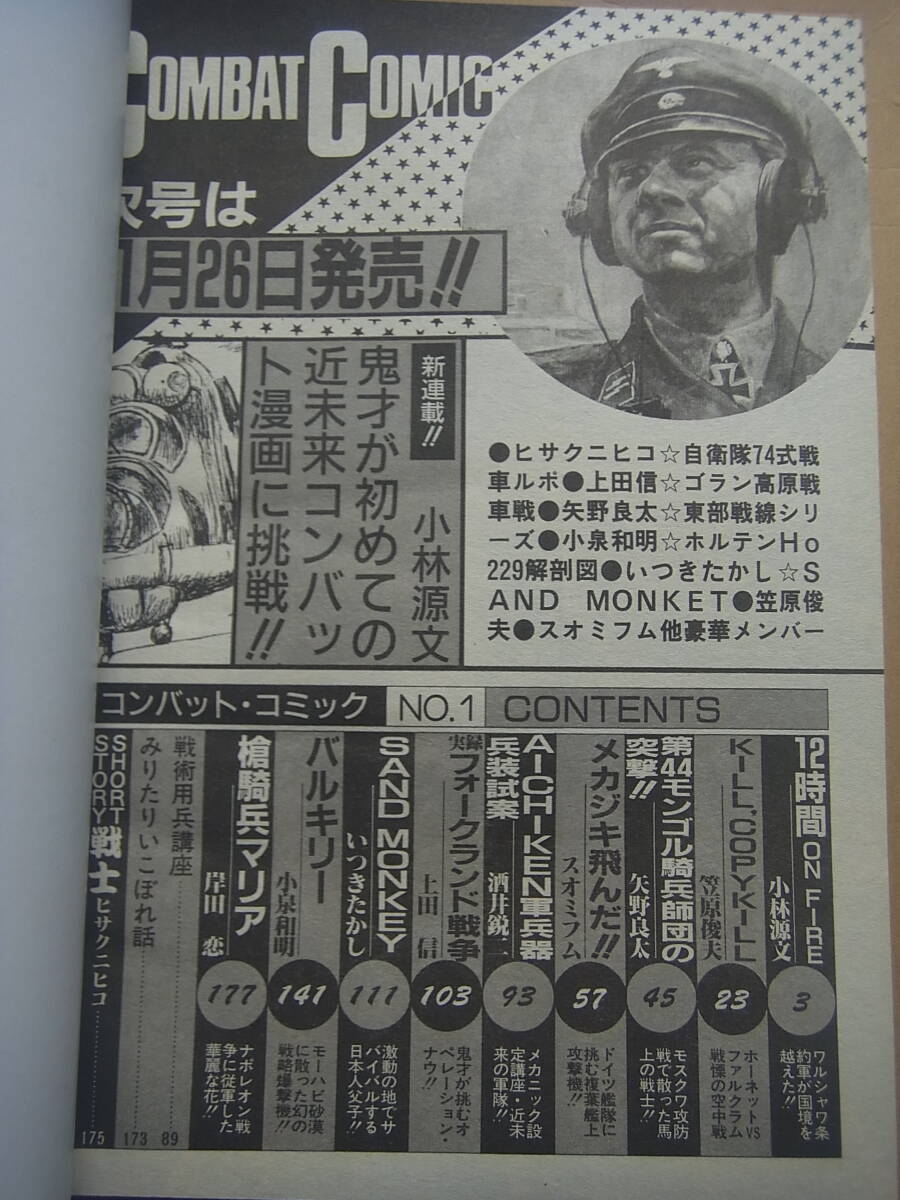 COMBAT COMIC
次号は
1月26日発売!!
新連載!!
鬼才が初めての
近未来コンバッ
ト漫画に挑戦!!
小林源文
●ヒサクニヒコ☆自衛隊74式戦
車ルポ●上田信☆ゴラン高原戦
車戦●矢野良太☆東部戦線シリ
ーズ●小泉和明☆ホルテンHo
229解剖図●いつきたかし☆S
AND MONKET●笠原俊
夫●スオミフム他豪華メンバー
コンバット・コミック NO.1 CONTENTS
12時間 ON FIRE
小林源文
3
ワルシャワ条
約軍が国境を
越えた!!
KILL,COPYKILL
笠原俊夫
23
ホーネットVS
ファルクラム
戦慄の空中戦
第44モンゴル騎兵師団の
突撃!!
矢野良太
45
モスクワ攻防
戦で散った馬
上の戦士!!
メカジキ飛んだ!!
スオミフム
57
ドイツ艦隊に
挑む複葉艦上
攻撃機!!
AICHIKEN軍兵器
兵装試案
酒井鋭二
93
メカニック設
定講座・近未
来の軍隊!!
実録フォークランド戦争
上田 信
103
鬼才が挑むオ
ペレーション・
ナウ!!
SAND MONKEY
いつきたかし
111
激動の地でサ
バイバルする
日本人父子!!
バルキリー
小泉和明
141
モーハビ砂漠
に散った幻の
戦略爆撃機!!
槍騎兵マリア
岸田 恋
177
ナポレオン戦
争に従軍した
華麗な花!!
戦術用兵講座 89
みりたりいこぼれ話 173
SHORT STORY 戦士 ヒサクニヒコ 175